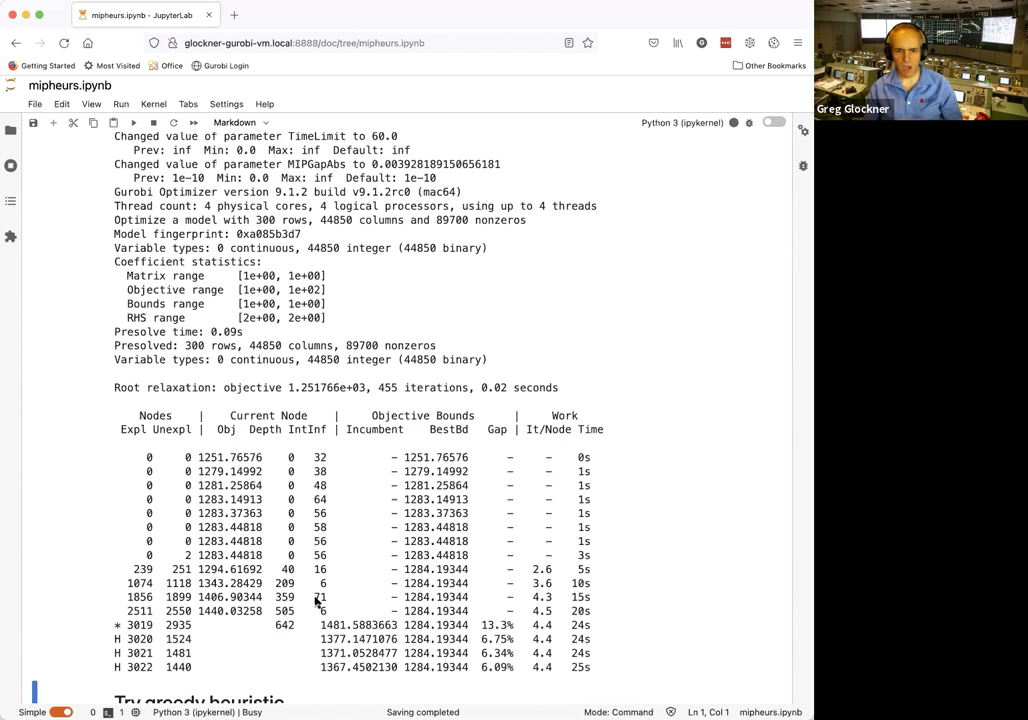 mipheurs.ipynb - JupyterLab
glockner-gurobi-vm.local:8888/doc/tree/mipheurs.ipynb
Getting Started Most Visited Office Gurobi Login Other Bookmarks
mipheurs.ipynb
File Edit View Run Kernel Tabs Settings Help
Markdown Python 3 (ipykernel)
Changed value of parameter TimeLimit to 60.0
Prev: inf Min: 0.0 Max: inf Default: inf
Changed value of parameter MIPGapAbs to 0.003928189150656181
Prev: 1e-10 Min: 0.0 Max: inf Default: 1e-10
Gurobi Optimizer version 9.1.2 build v9.1.2rc0 (mac64)
Thread count: 4 physical cores, 4 logical processors, using up to 4 threads
Optimize a model with 300 rows, 44850 columns and 89700 nonzeros
Model fingerprint: 0xa085b3d7
Variable types: 0 continuous, 44850 integer (44850 binary)
Coefficient statistics:
Matrix range [1e+00, 1e+00]
Objective range [1e+00, 1e+02]
Bounds range [1e+00, 1e+00]
RHS range [2e+00, 2e+00]
Presolve time: 0.09s
Presolved: 300 rows, 44850 columns, 89700 nonzeros
Variable types: 0 continuous, 44850 integer (44850 binary)
Root relaxation: objective 1.251766e+03, 455 iterations, 0.02 seconds
Nodes | Current Node | Objective Bounds | Work
Expl Unexpl | Obj Depth IntInf | Incumbent BestBd Gap | It/Node Time
0 0 1251.76576 0 32 - 1251.76576 - - 0s
0 0 1279.14992 0 38 - 1279.14992 - - 1s
0 0 1281.25864 0 48 - 1281.25864 - - 1s
0 0 1283.14913 0 64 - 1283.14913 - - 1s
0 0 1283.37363 0 56 - 1283.37363 - - 1s
0 0 1283.44818 0 58 - 1283.44818 - - 1s
0 0 1283.44818 0 56 - 1283.44818 - - 1s
0 2 1283.44818 0 56 - 1283.44818 - - 3s
239 251 1294.61692 40 16 - 1284.19344 - 2.6 5s
1074 1118 1343.28429 209 6 - 1284.19344 - 3.6 10s
1856 1899 1406.90344 359 71 - 1284.19344 - 4.3 15s
2511 2550 1440.03258 505 6 - 1284.19344 - 4.5 20s
* 3019 2935 642 1481.5883663 1284.19344 13.3% 4.4 24s
H 3020 1524 1377.1471076 1284.19344 6.75% 4.4 24s
H 3021 1481 1371.0528477 1284.19344 6.34% 4.4 24s
H 3022 1440 1367.4502130 1284.19344 6.09% 4.4 25s
Try greedy heuristic
Simple 0 1 Python 3 (ipykernel) | Busy Saving completed Mode: Command Ln 1, Col 1 mipheurs.ipynb
Greg Glockner